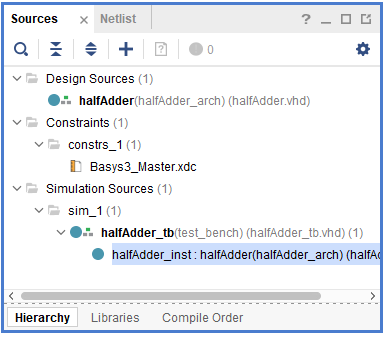 Sources × Netlist ? _ □ ×
0
Design Sources (1)
halfAdder(halfAdder_arch) (halfAdder.vhd)
Constraints (1)
constrs_1 (1)
Basys3_Master.xdc
Simulation Sources (1)
sim_1 (1)
halfAdder_tb(test_bench) (halfAdder_tb.vhd) (1)
halfAdder_inst : halfAdder(halfAdder_arch) (halfAd
Hierarchy Libraries Compile Order